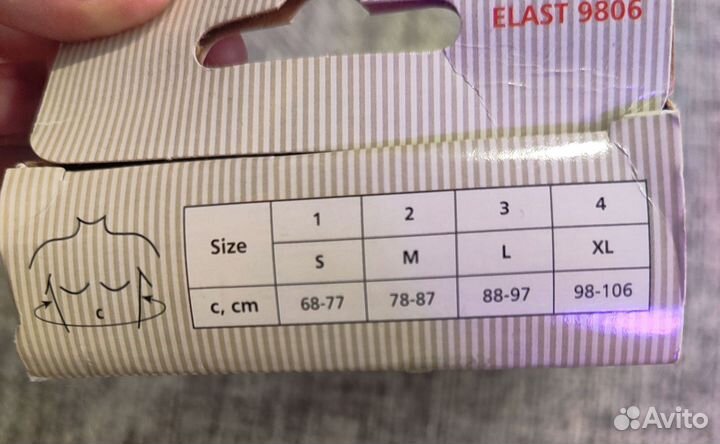 ELAST 9806
Size 1 2 3 4
S M L XL
c, cm 68-77 78-87 88-97 98-106
c
Avito